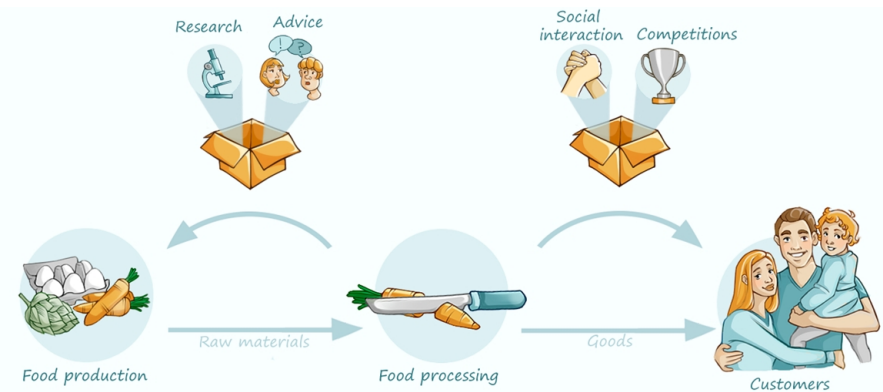 Research
Advice
Social
interaction
Competitions
!
?
Raw materials
Goods
Food production
Food processing
Customers